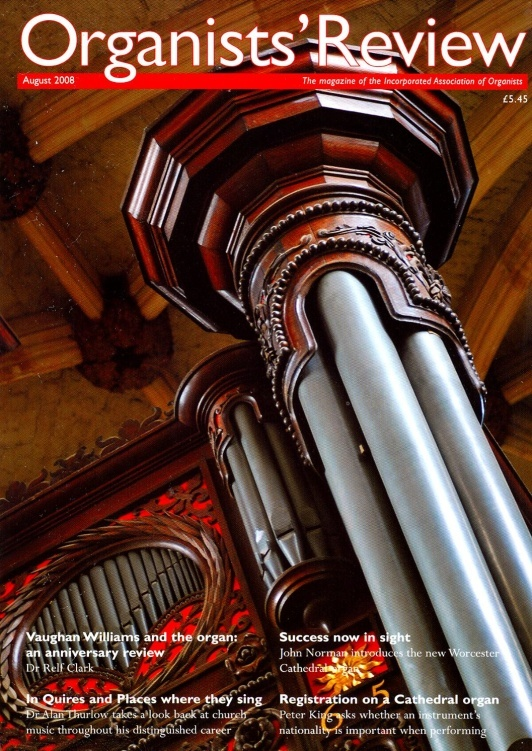 Organists' Review
August 2008
The magazine of the Incorporated Association of Organists
£5.45
Vaughan Williams and the organ:
an anniversary review
Dr Relf Clark
In Quires and Places where they sing
Dr Alan Thurlow takes a look back at church
music throughout his distinguished career
Success now in sight
John Norman introduces the new Worcester
Cathedral organ
Registration on a Cathedral organ
Peter King asks whether an instrument's
nationality is important when performing